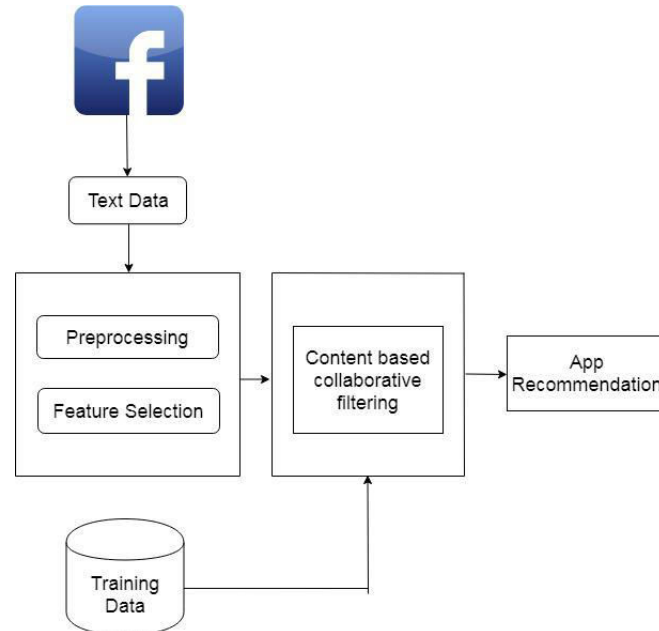 f
Text Data
Preprocessing
Feature Selection
Content based
collaborative
filtering
App
Recommendation
Training
Data